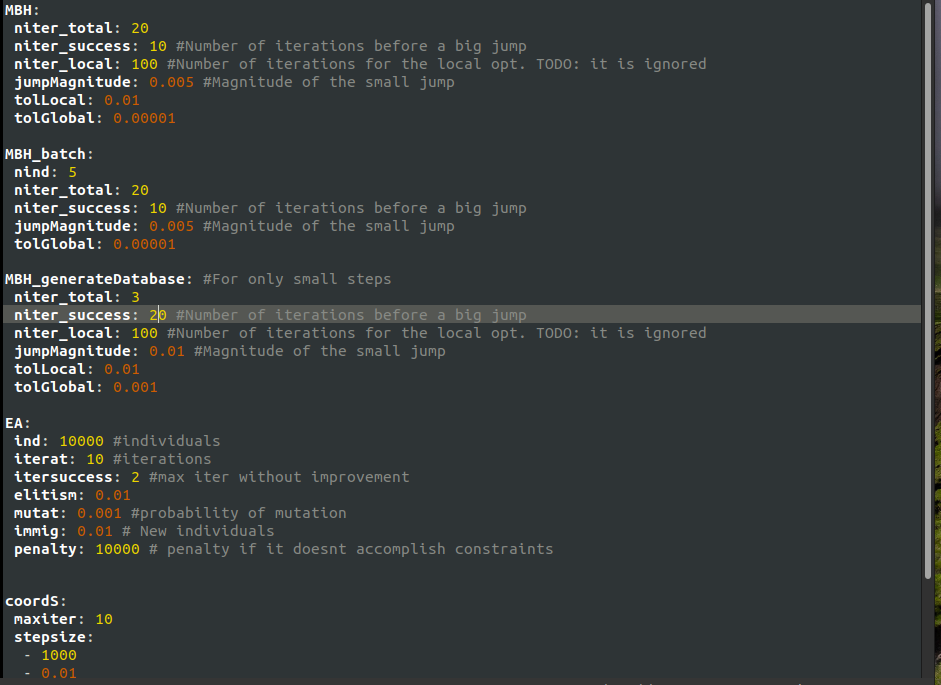 MBH:
niter_total: 20
niter_success: 10 #Number of iterations before a big jump
niter_local: 100 #Number of iterations for the local opt. TODO: it is ignored
jumpMagnitude: 0.005 #Magnitude of the small jump
tolLocal: 0.01
tolGlobal: 0.00001
MBH_batch:
nind: 5
niter_total: 20
niter_success: 10 #Number of iterations before a big jump
jumpMagnitude: 0.005 #Magnitude of the small jump
tolGlobal: 0.00001
MBH_generateDatabase: #For only small steps
niter_total: 3
niter_success: 20 #Number of iterations before a big jump
niter_local: 100 #Number of iterations for the local opt. TODO: it is ignored
jumpMagnitude: 0.01 #Magnitude of the small jump
tolLocal: 0.01
tolGlobal: 0.001
EA:
ind: 10000 #individuals
iterat: 10 #iterations
itersuccess: 2 #max iter without improvement
elitism: 0.01
mutat: 0.001 #probability of mutation
immig: 0.01 # New individuals
penalty: 10000 # penalty if it doesnt accomplish constraints
coordS:
maxiter: 10
stepsize:
- 1000
- 0.01